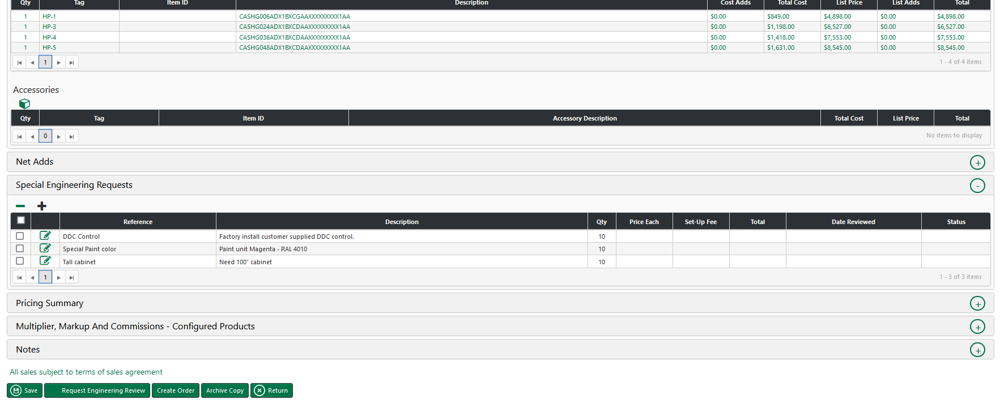 Qty Tag Item ID Description Cost Adds Total Cost List Price List Adds Total
1 HP-1 CASHG006ADX1BXCGAAXXXXXXXXX1AA $0.00 $849.00 $4,898.00 $0.00 $4,898.00
1 HP-3 CASHG024ADX1BXCDAAXXXXXXXXX1AA $0.00 $1,198.00 $6,527.00 $0.00 $6,527.00
1 HP-4 CASHG036ADX1BXCDAAXXXXXXXXX1AA $0.00 $1,418.00 $7,553.00 $0.00 $7,553.00
1 HP-5 CASHG048ADX1BXCDAAXXXXXXXXX1AA $0.00 $1,631.00 $8,545.00 $0.00 $8,545.00
1 1 - 4 of 4 items
Accessories
Qty Tag Item ID Accessory Description Total Cost List Price Total
0 No items to display
Net Adds
Special Engineering Requests
Reference Description Qty Price Each Set-Up Fee Total Date Reviewed Status
DDC Control Factory install customer supplied DDC control. 10
Special Paint color Paint unit Magenta - RAL 4010 10
Tall cabinet Need 100" cabinet 10
1 1 - 3 of 3 items
Pricing Summary
Multiplier, Markup And Commissions - Configured Products
Notes
All sales subject to terms of sales agreement
Save Request Engineering Review Create Order Archive Copy Return